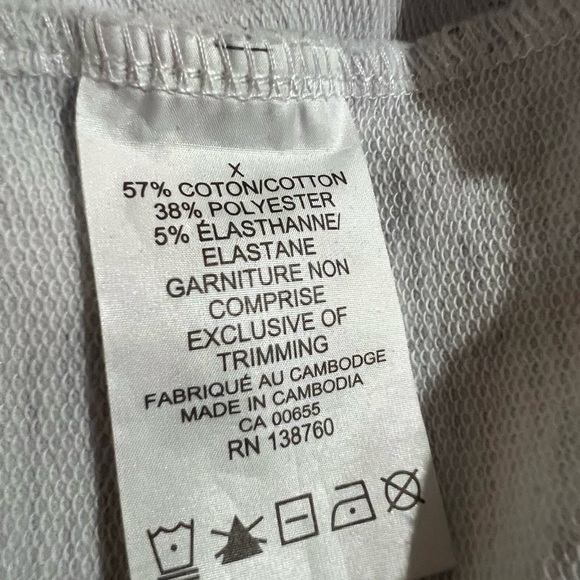 X
57% COTON/COTTON
38% POLYESTER
5% ÉLASTHANNE/
ELASTANE
GARNITURE NON
COMPRISE
EXCLUSIVE OF
TRIMMING
FABRIQUÉ AU CAMBODGE
MADE IN CAMBODIA
CA 00655
RN 138760